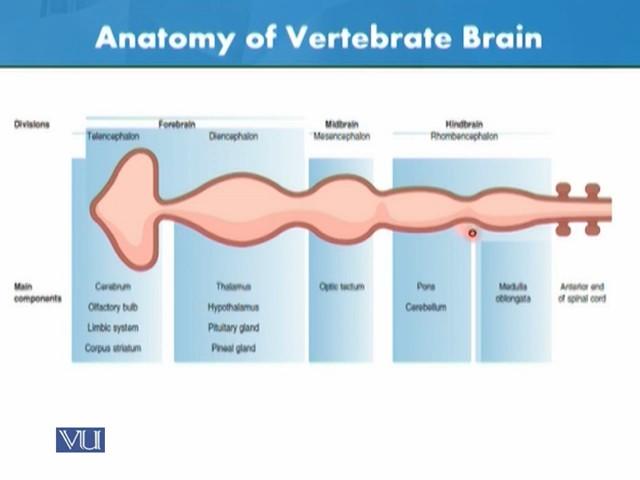 Anatomy of Vertebrate Brain
Divisions
Forebrain
Midbrain
Hindbrain
Telencephalon
Diencephalon
Mesencephalon
Rhombencephalon
Main
components
Cerebrum
Olfactory bulb
Limbic system
Corpus striatum
Thalamus
Hypothalamus
Pituitary gland
Pineal gland
Optic tectum
Pons
Cerebellum
Medulla
oblongata
Anterior end
of spinal cord
VU